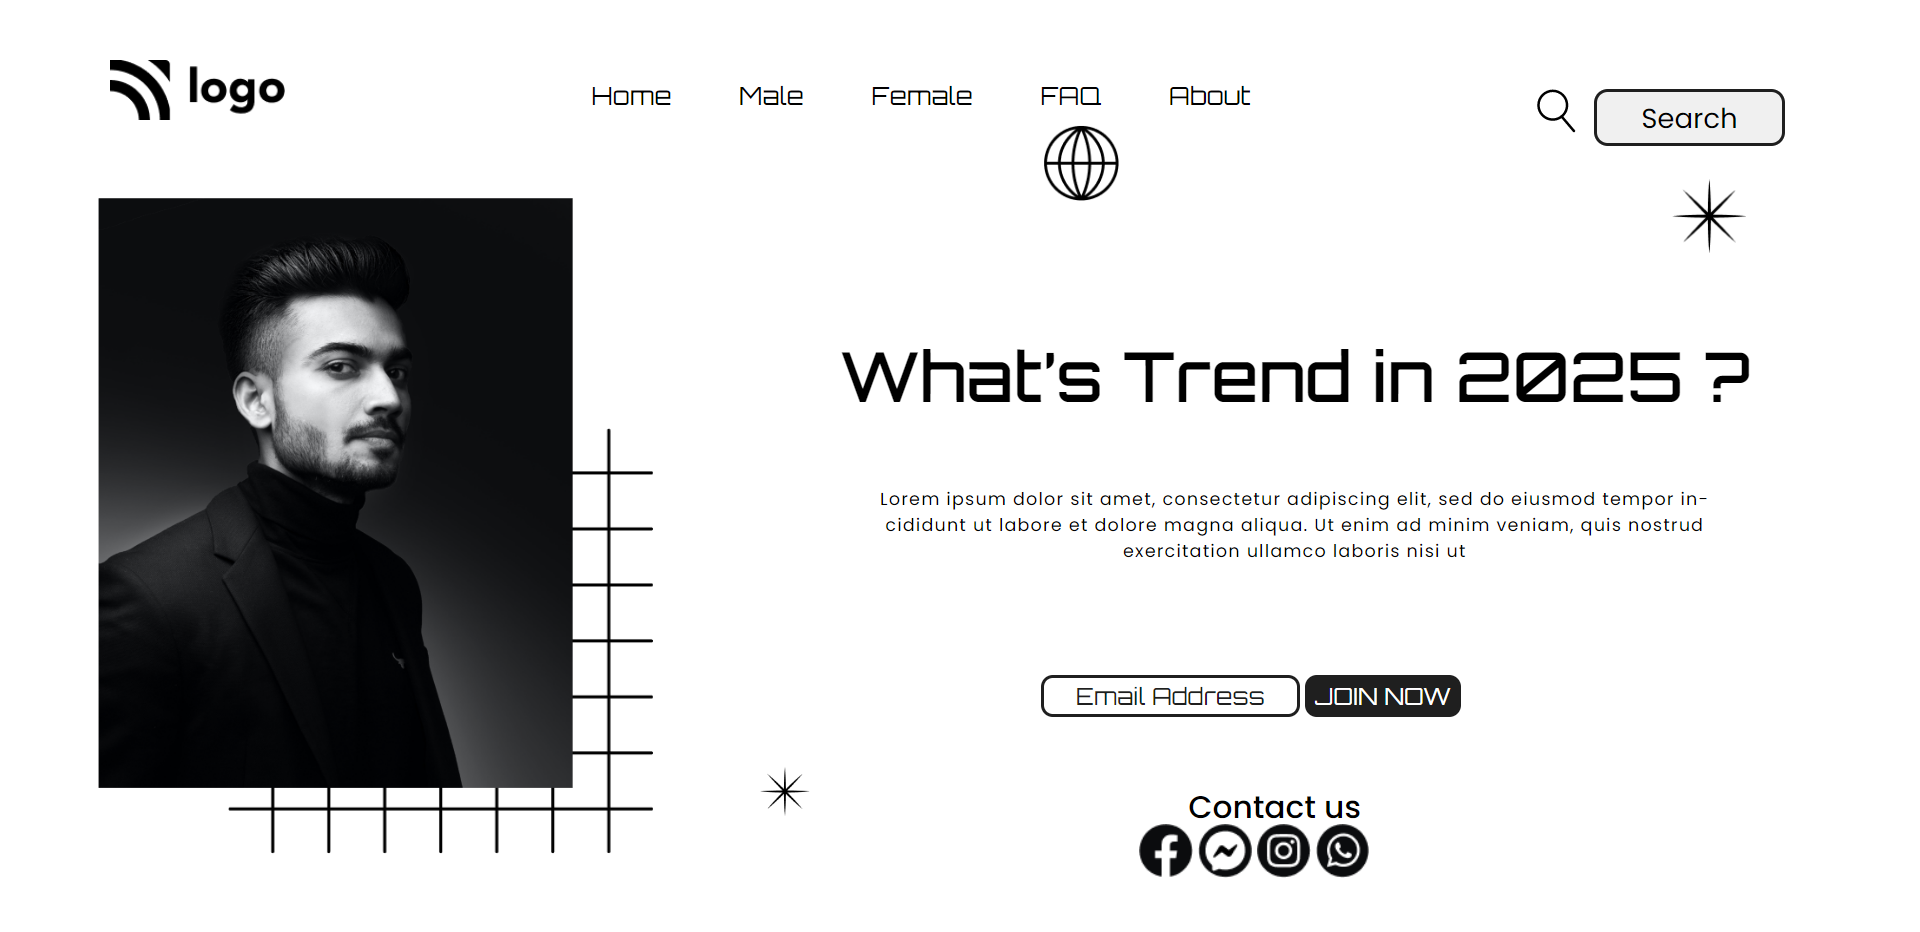 logo
Home Male Female FAQ About
Search
What's Trend in 2025 ?
Lorem ipsum dolor sit amet, consectetur adipiscing elit, sed do eiusmod tempor in-
cididunt ut labore et dolore magna aliqua. Ut enim ad minim veniam, quis nostrud
exercitation ullamco laboris nisi ut
Email Address JOIN NOW
Contact us